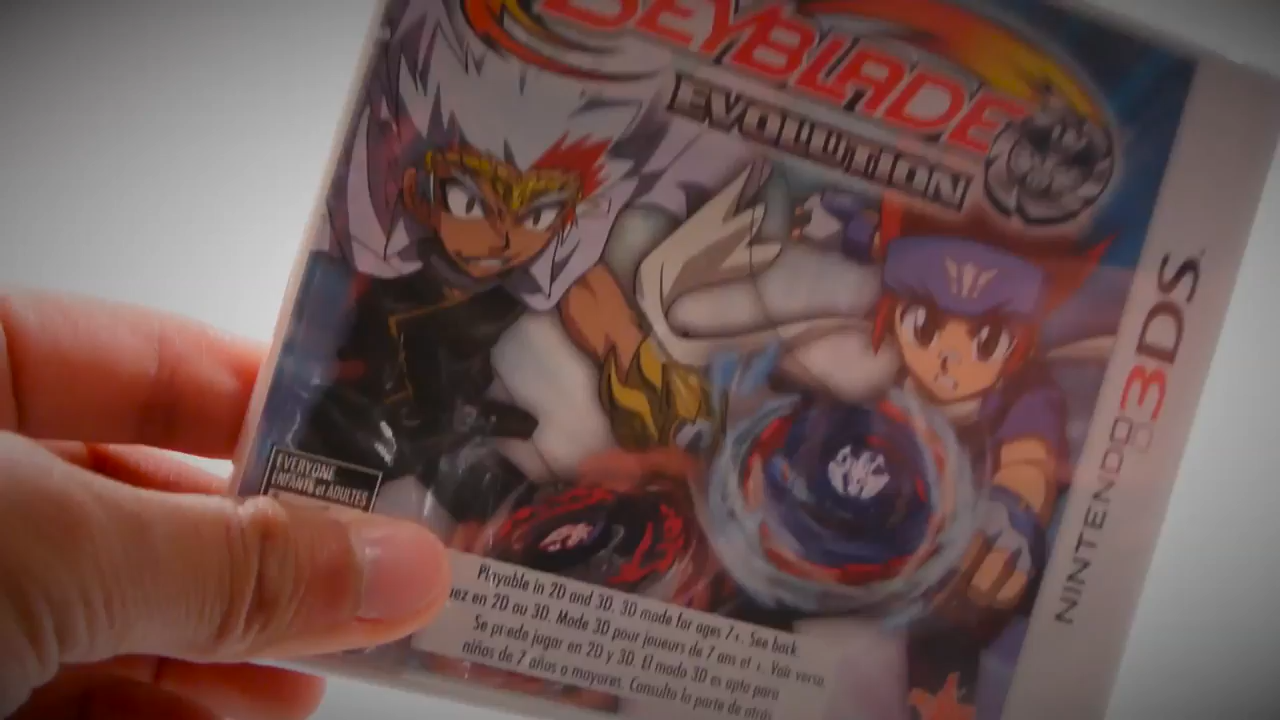 BEYBLADE
EVOLUTION
NINTENDO 3DS
EVERYONE
ENFANTS et ADULTES
Playable in 2D and 3D. 3D mode for ages 7+. See back.
en 2D ou 3D. Mode 3D pour joueurs de 7 ans et +. Voir verso.
Se puede jugar en 2D y 3D. El modo 3D es apto para
niños de 7 años o mayores. Consulta la parte de atrás.